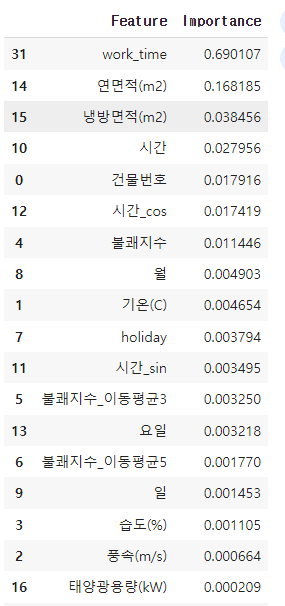 Feature Importance
31 work_time 0.690107
14 연면적(m2) 0.168185
15 냉방면적(m2) 0.038456
10 시간 0.027956
0 건물번호 0.017916
12 시간_cos 0.017419
4 불쾌지수 0.011446
8 월 0.004903
1 기온(C) 0.004654
7 holiday 0.003794
11 시간_sin 0.003495
5 불쾌지수_이동평균3 0.003250
13 요일 0.003218
6 불쾌지수_이동평균5 0.001770
9 일 0.001453
3 습도(%) 0.001105
2 풍속(m/s) 0.000664
16 태양광용량(kW) 0.000209